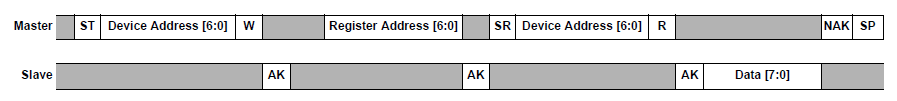 Master ST Device Address [6:0] W Register Address [6:0] SR Device Address [6:0] R NAK SP
Slave AK AK AK Data [7:0]